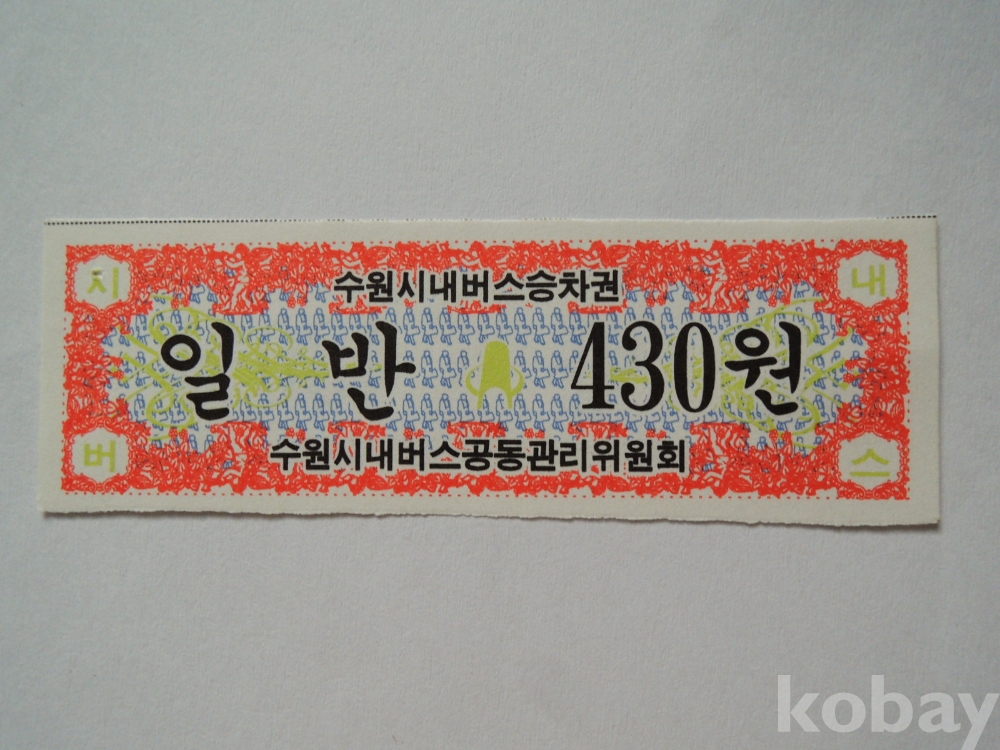 시 내
수원시내버스승차권
일 반 430원
수원시내버스공동관리위원회
버 스
kobay